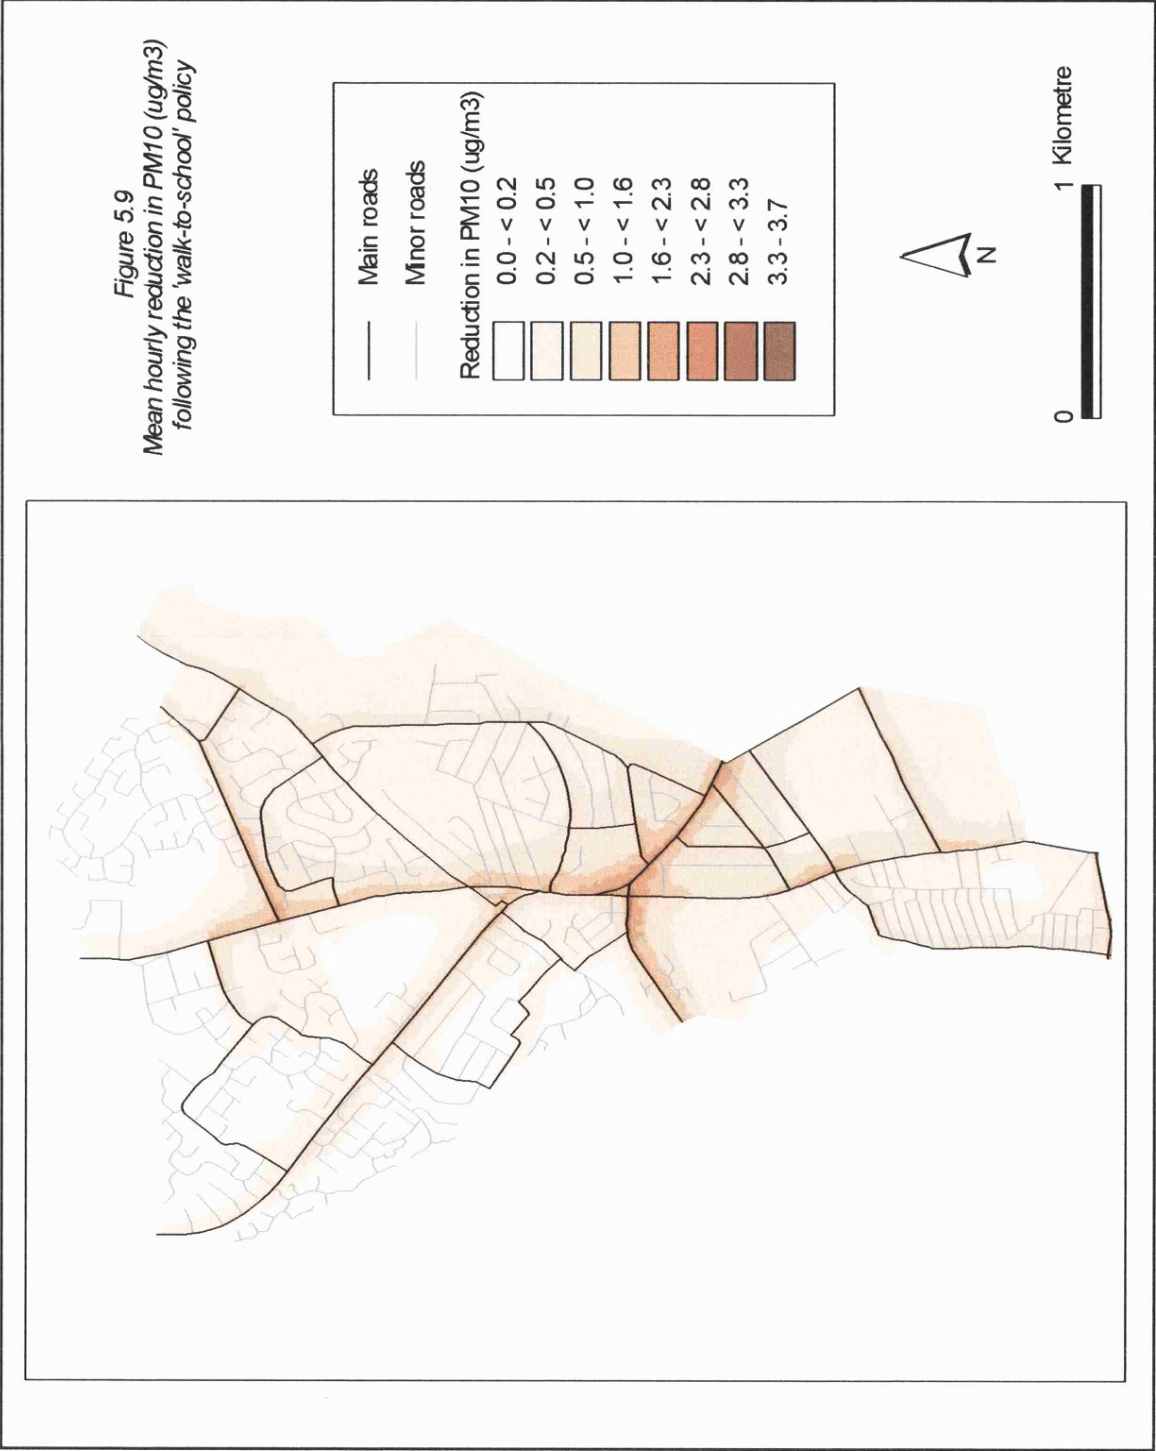 Figure 5.9
Mean hourly reduction in PM10 (ug/m3)
following the 'walk-to-school' policy
Main roads
Minor roads
Reduction in PM10 (ug/m3)
0.0 - < 0.2
0.2 - < 0.5
0.5 - < 1.0
1.0 - < 1.6
1.6 - < 2.3
2.3 - < 2.8
2.8 - < 3.3
3.3 - 3.7
N
0 1 Kilometre